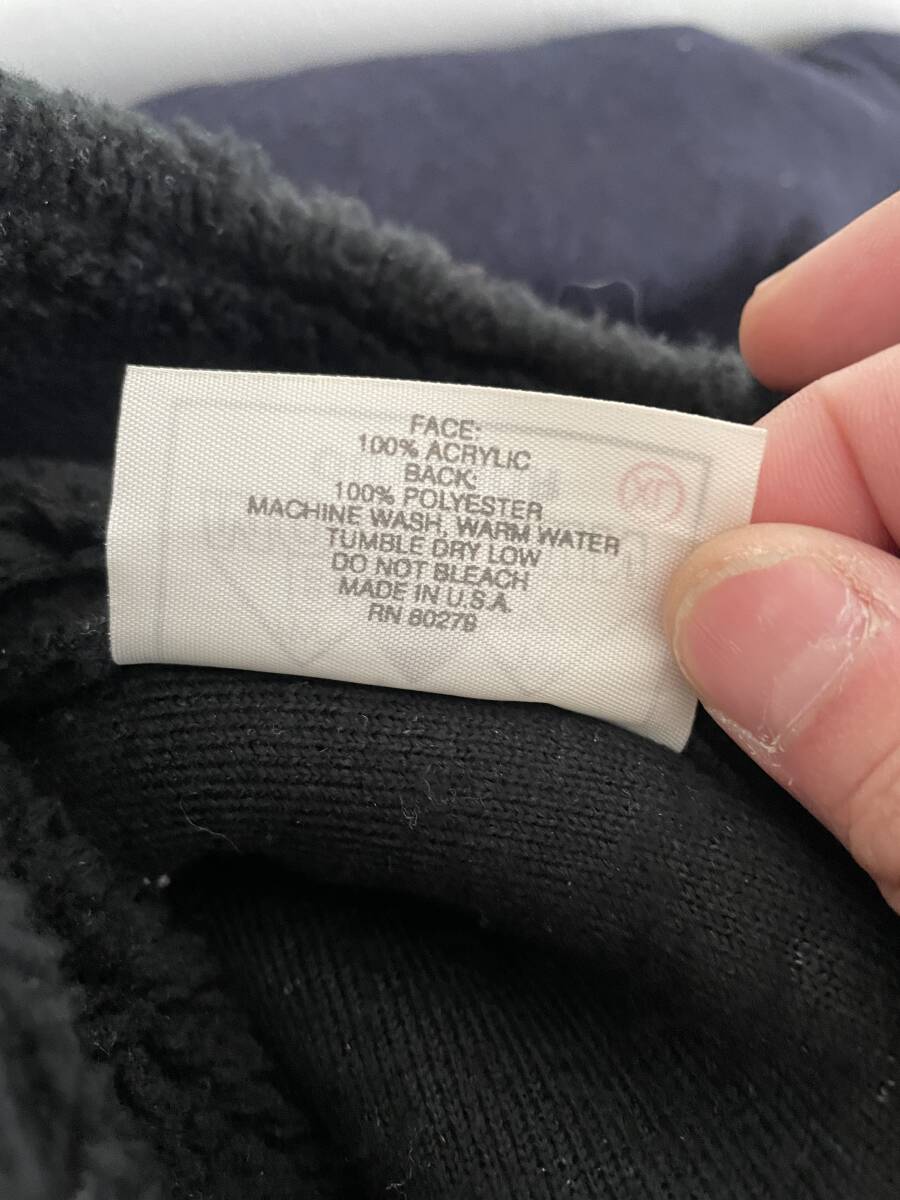 FACE:
100% ACRYLIC
BACK:
100% POLYESTER
MACHINE WASH, WARM WATER
TUMBLE DRY LOW
DO NOT BLEACH
MADE IN U.S.A.
RN 80279